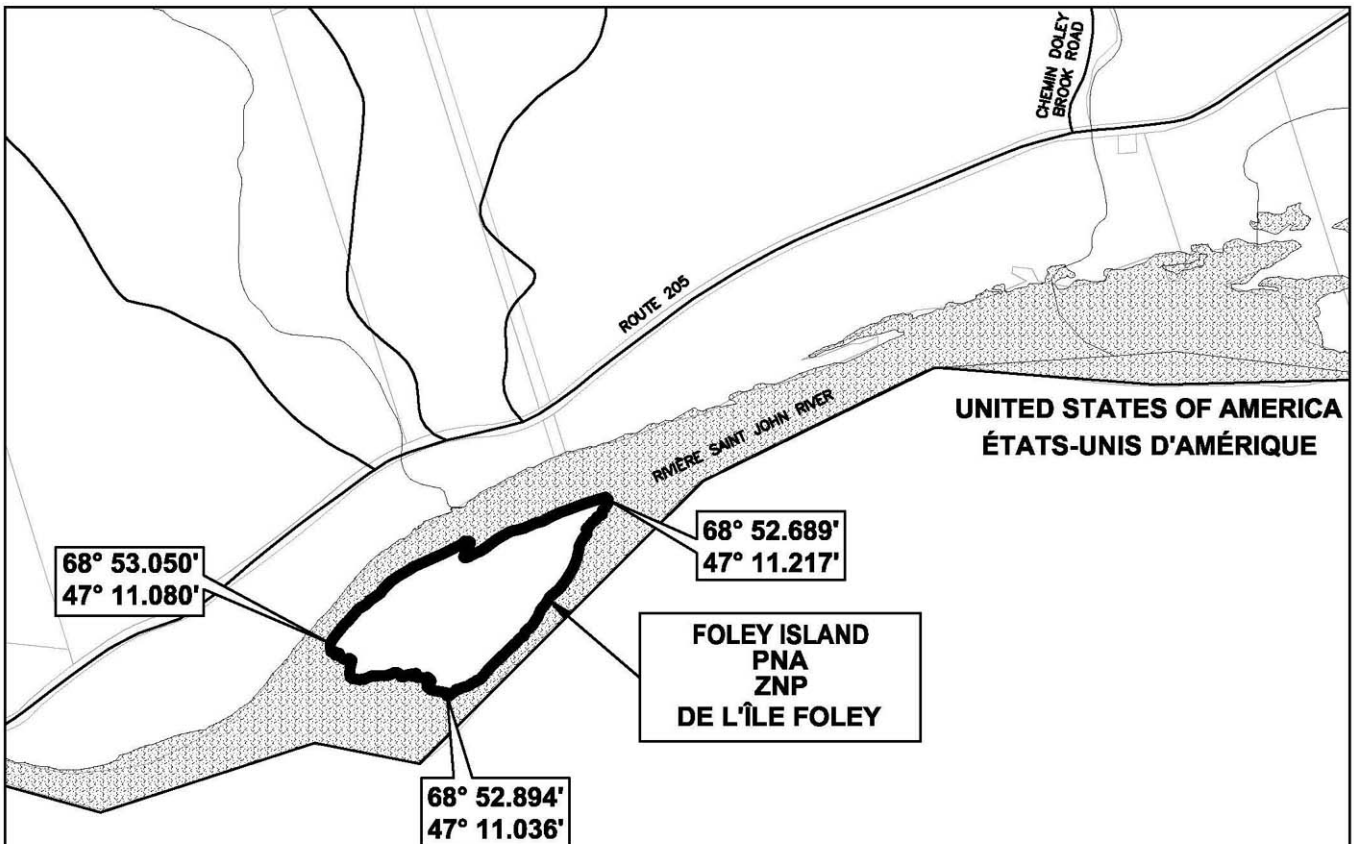 CHEMIN DOLEY
BROOK ROAD
ROUTE 205
RIVIÈRE SAINT JOHN RIVER
UNITED STATES OF AMERICA
ÉTATS-UNIS D'AMÉRIQUE
68° 53.050'
47° 11.080'
68° 52.689'
47° 11.217'
FOLEY ISLAND
PNA
ZNP
DE L'ÎLE FOLEY
68° 52.894'
47° 11.036'